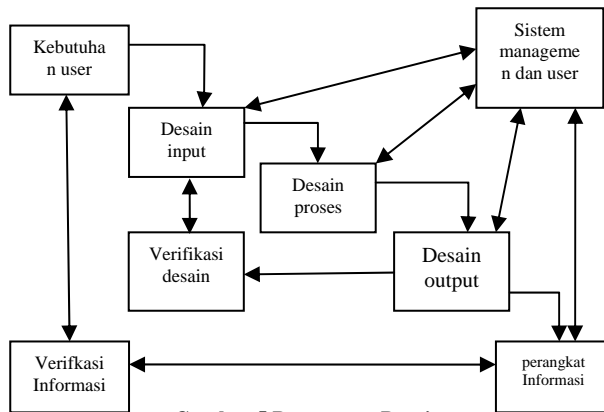 Kebutuha
n user
Sistem
manageme
n dan user
Desain
input
Desain
proses
Verifikasi
desain
Desain
output
Verifkasi
Informasi
perangkat
Informasi